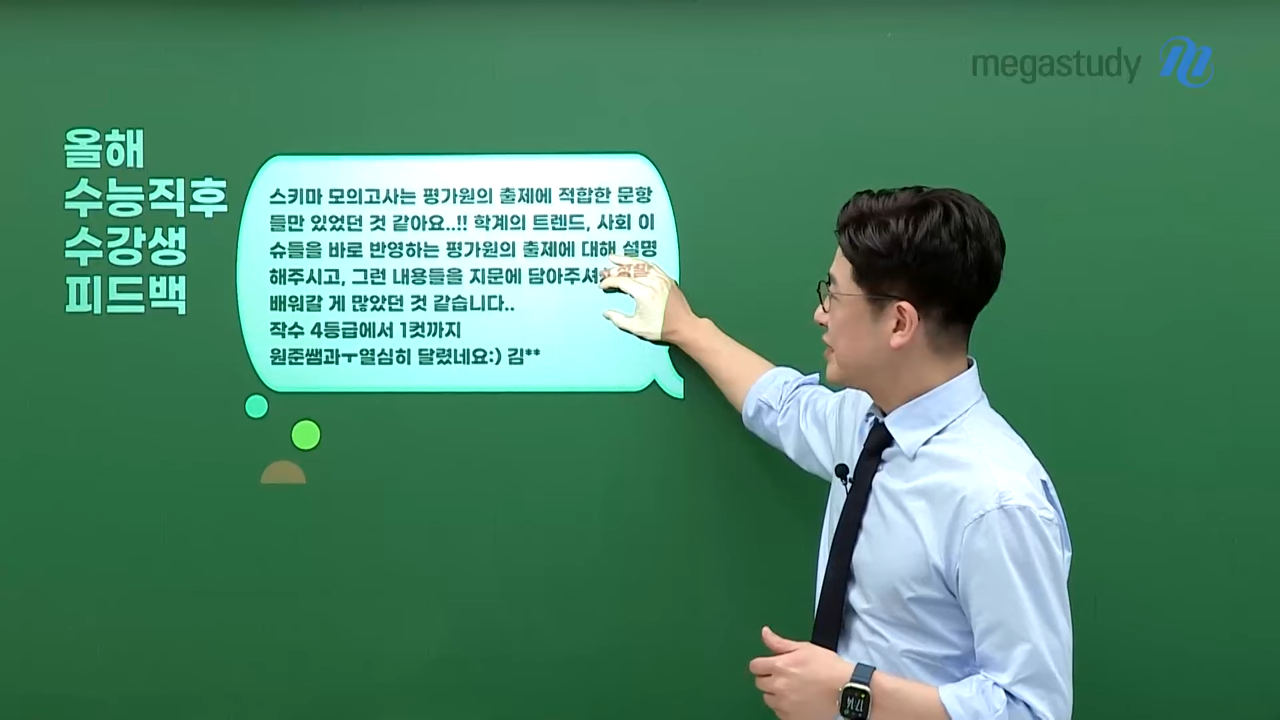 megastudy
올해
수능직후
수강생
피드백
스키마 모의고사는 평가원의 출제에 적합한 문항
들만 있었던 것 같아요..!! 학계의 트렌드, 사회 이
슈들을 바로 반영하는 평가원의 출제에 대해 설명
해주시고, 그런 내용들을 지문에 담아주셔
배워갈 게 많았던 것 같습니다..
작수 4등급에서 1컷까지
원준쌤과ㅜ열심히 달렸네요:) 김**
17:14